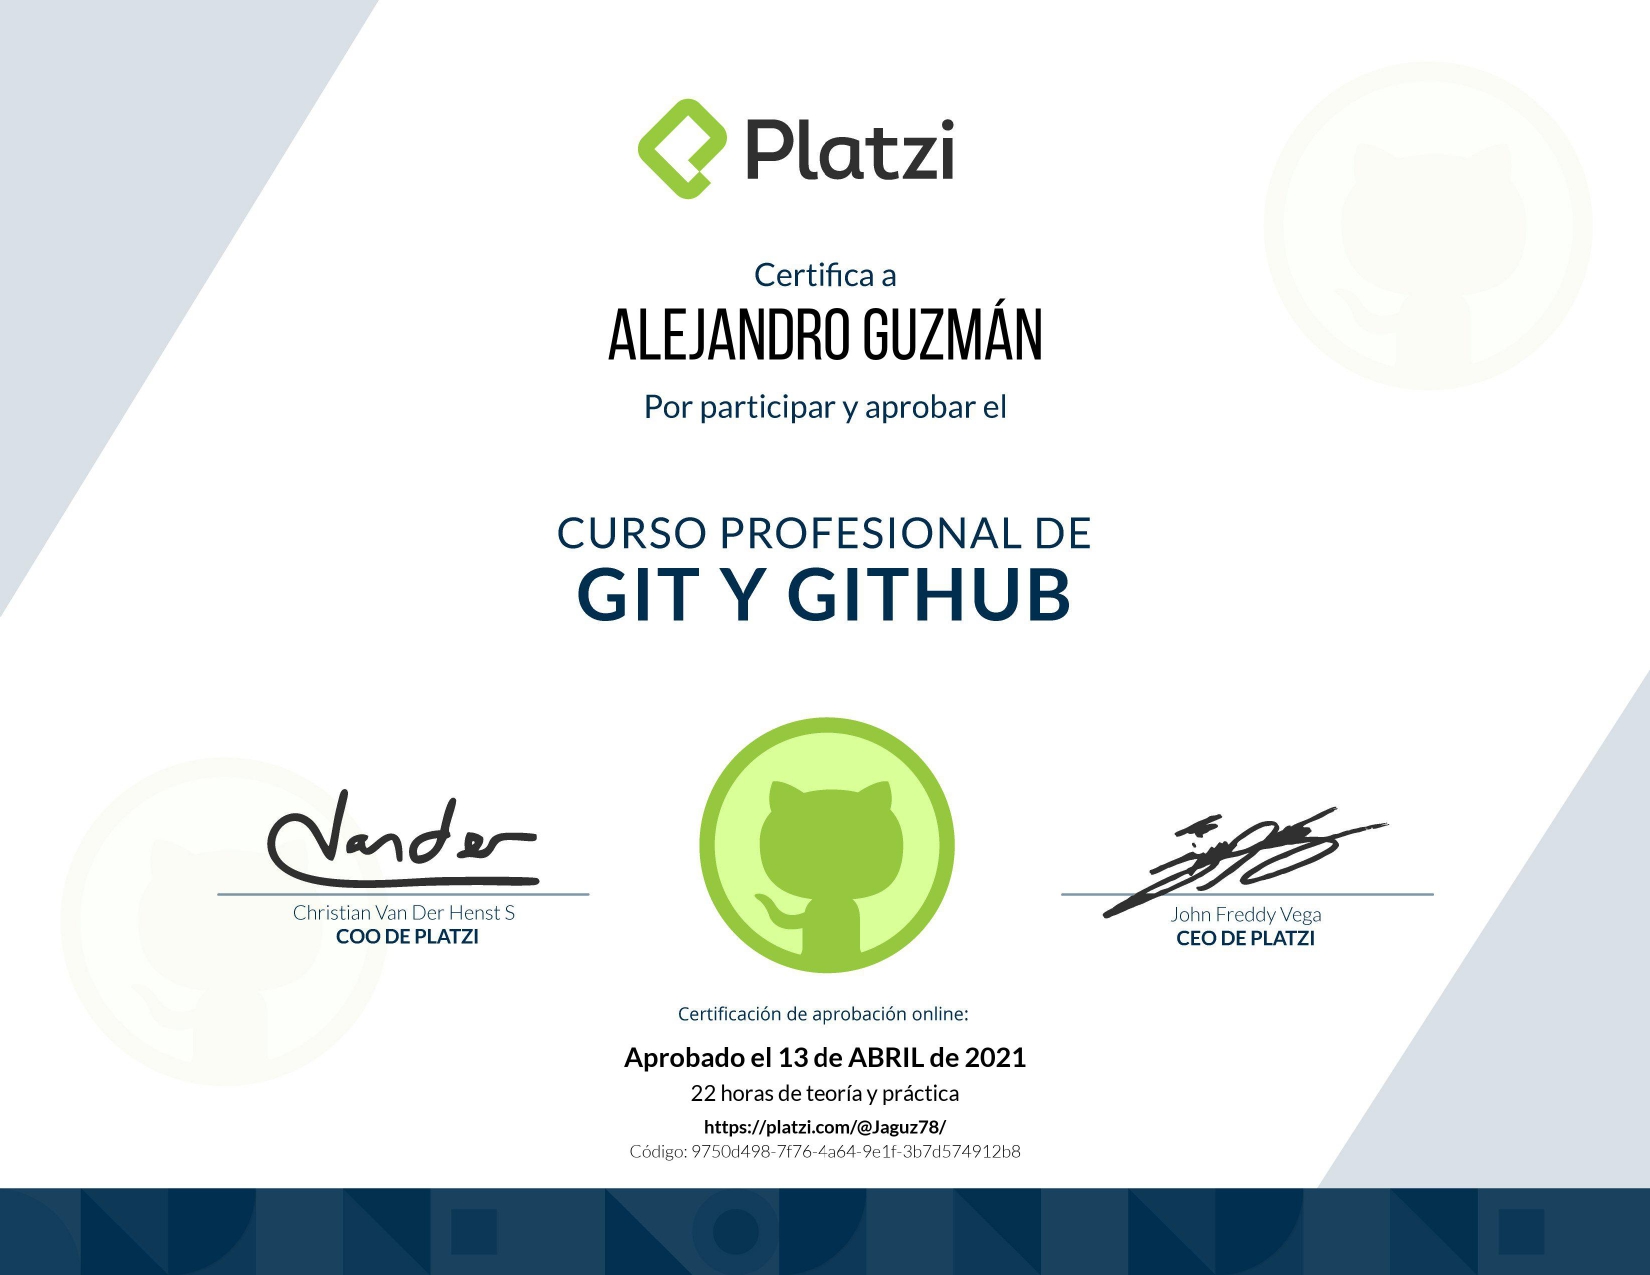 Platzi
Certifica a
ALEJANDRO GUZMÁN
Por participar y aprobar el
CURSO PROFESIONAL DE
GIT Y GITHUB
Vander
Christian Van Der Henst S
COO DE PLATZI
John Freddy Vega
CEO DE PLATZI
Certificación de aprobación online:
Aprobado el 13 de ABRIL de 2021
22 horas de teoría y práctica
https://platzi.com/@Jaguz78/
Código: 9750d498-7f76-4a64-9e1f-3b7d574912b8